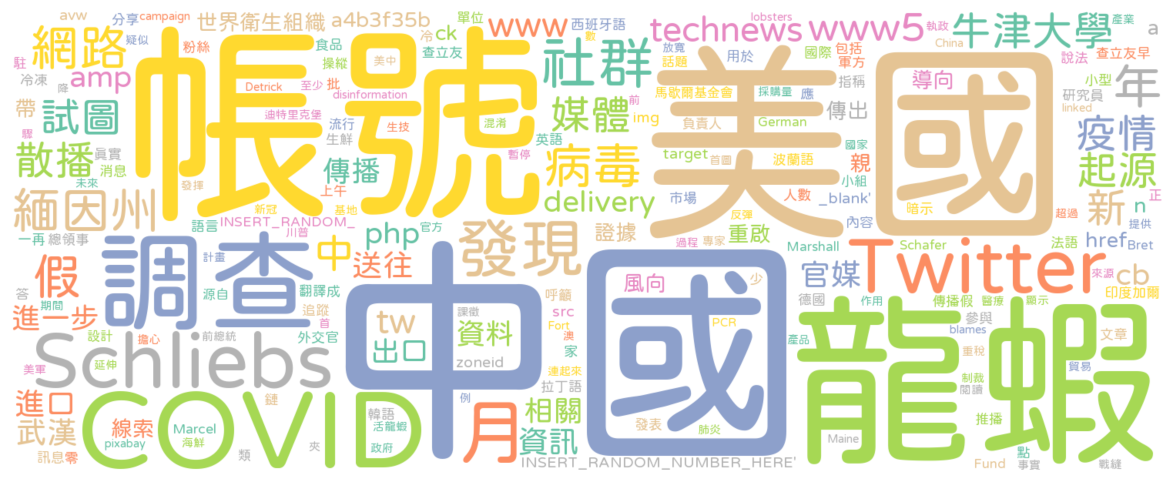 avw
分享
campaign
世界衛生組織
a4b3f35b
單位
www
西班牙語
technews
lobsters
www5
執政
牛津大學
產業
a
疑似
粉絲
食品
冷
ck
數
放寬
China
網路
駐
amp
操縱
查立友
美中
社群
話題
用於
國際
包括
軍方
說法
查立友早
冷凍
降
帶
Detrick
至少
批
disinformation
馬歇爾基金會
採購量
應
指稱
導向
小型
研究員
linked
年
試圖
迪特里克堡
生技
混淆
媒體
img
前
負責人
German
傳出
疫情
驟
眞實
流行
生鮮
英語
target
首圖
波蘭語
國家
親
散播
消息
傳播
暫停
病毒
市場
人數
小組
_blank'
起源
正
未來
發揮
上午
帳號
美國
暗示
緬因州
新冠
基地
delivery
反彈
內容
新
n
超過
提供
語言
INSERT_RANDOM_
川普
官方
證據
過程
專家
重啟
Marshall
Schafer
法語
href
Bret
一再
總領事
計畫
php
發現
中
送往
官媒
Twitter
來源
cb
假
調查
答
期間
源自
翻譯成
追蹤
呼籲
風向
少
德國
作用
傳播假
醫療
顯示
印度加爾
進一步
設計
擔心
首
前總統
外交官
tw
課徵
src
Fort
澳
PCR
產品
參與
blames
文章
Schliebs
美軍
延伸
出口
資料
家
連起來
重稅
貿易
zoneid
中國
龍蝦
制裁
閱讀
拉丁語
例
進口
COVID
鏈
韓語
月
相關
推播
武漢
線索
Marcel
pixabay
海鮮
活龍蝦
政府
資訊
發表
肺炎
Maine
點
訊息
零
類
夾
INSERT_RANDOM_NUMBER_HERE'
Fund
事實
戰縫